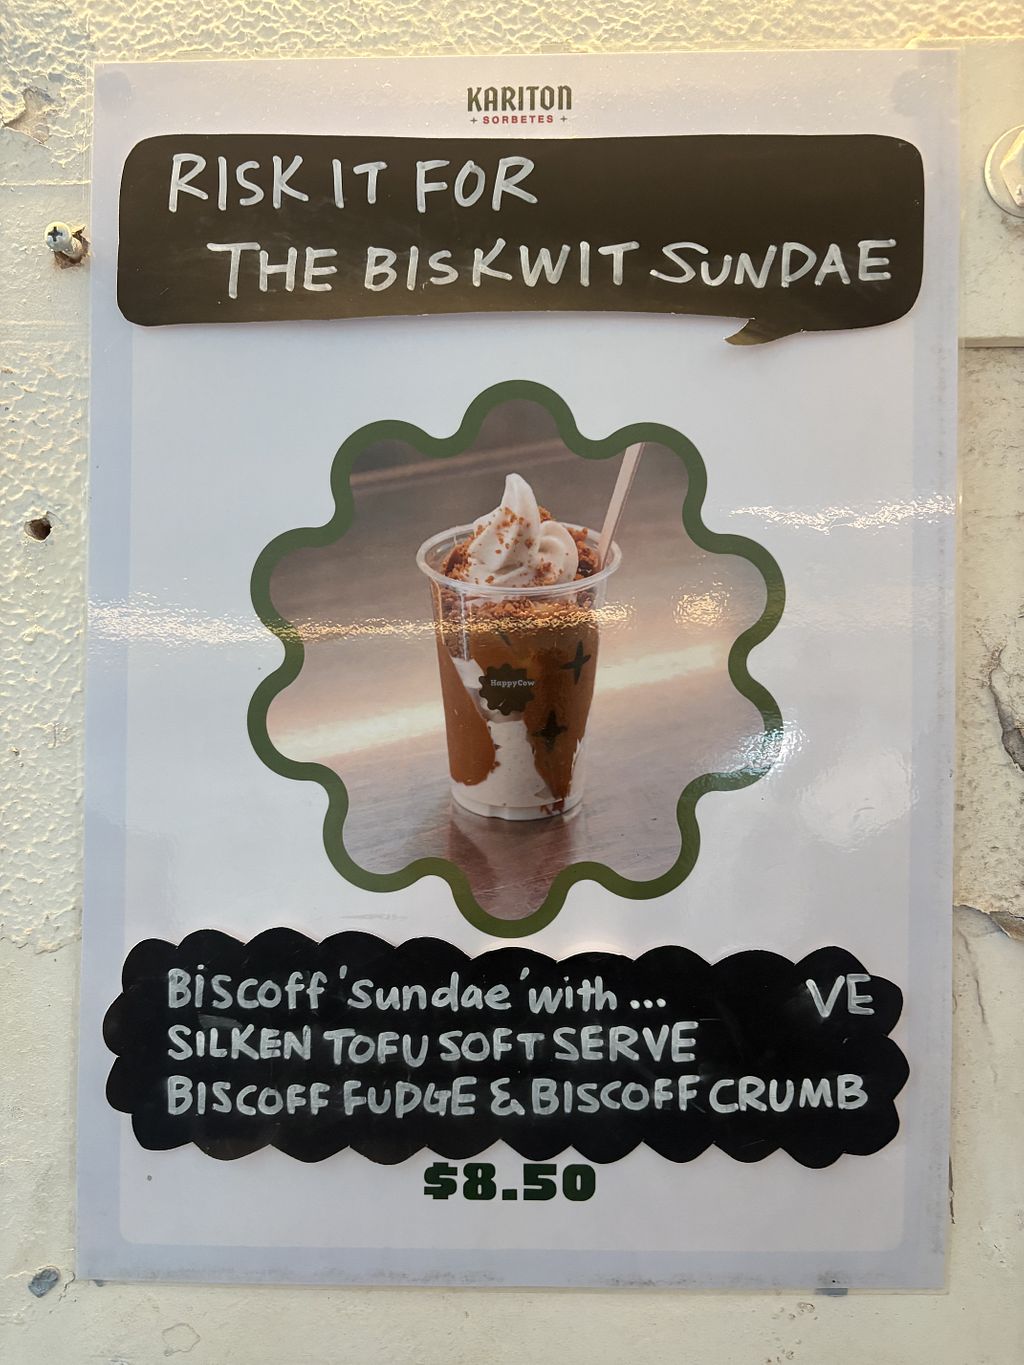 KARITON
SORBETES
RISK IT FOR
THE BISKWIT SUNDAE
HappyCow
Biscoff 'sundae' with ... VE
SILKEN TOFU SOFT SERVE
BISCOFF FUDGE & BISCOFF CRUMB
$8.50